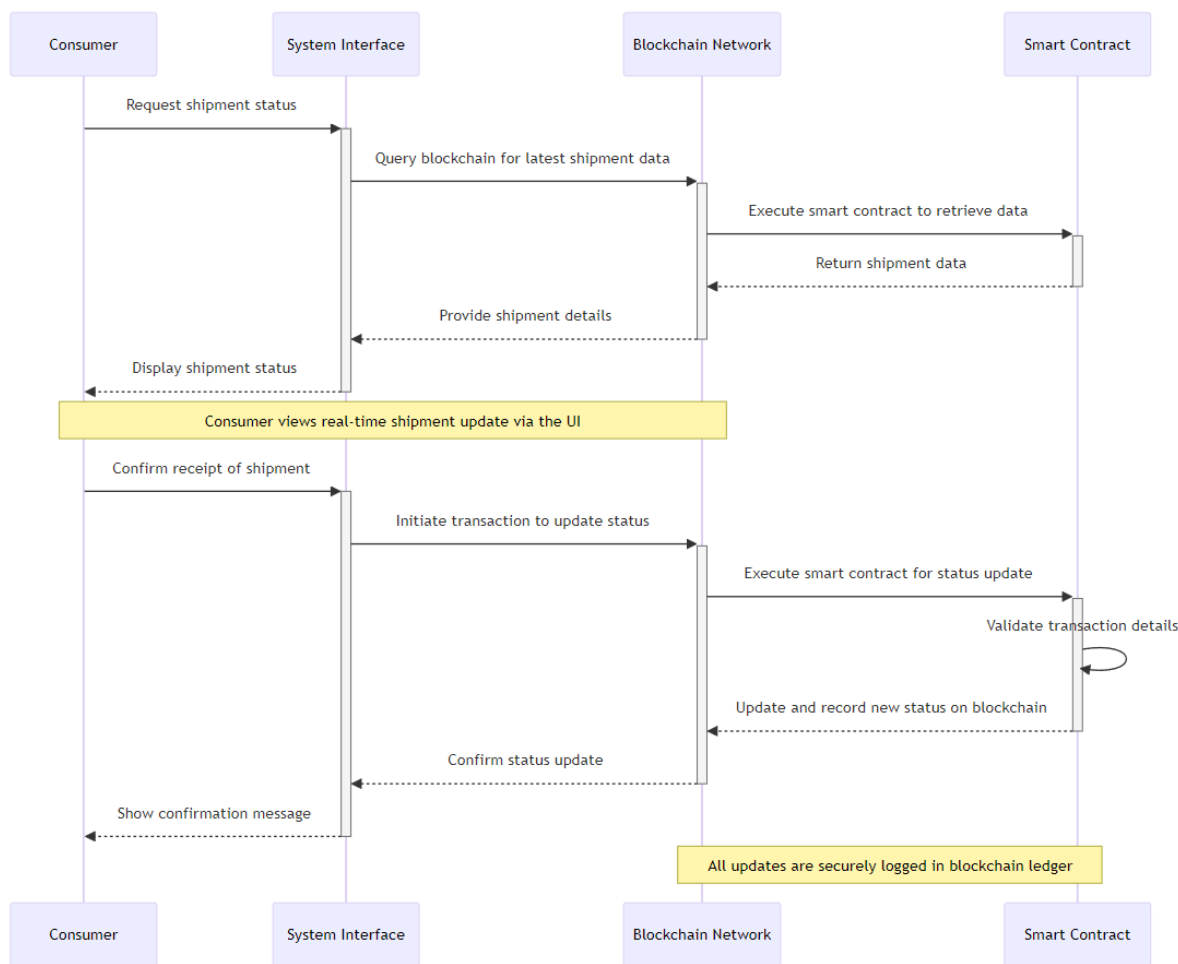 Consumer
System Interface
Blockchain Network
Smart Contract
Request shipment status
Query blockchain for latest shipment data
Execute smart contract to retrieve data
Return shipment data
Provide shipment details
Display shipment status
Consumer views real-time shipment update via the UI
Confirm receipt of shipment
Initiate transaction to update status
Execute smart contract for status update
Validate transaction details
Update and record new status on blockchain
Confirm status update
Show confirmation message
All updates are securely logged in blockchain ledger
Consumer
System Interface
Blockchain Network
Smart Contract